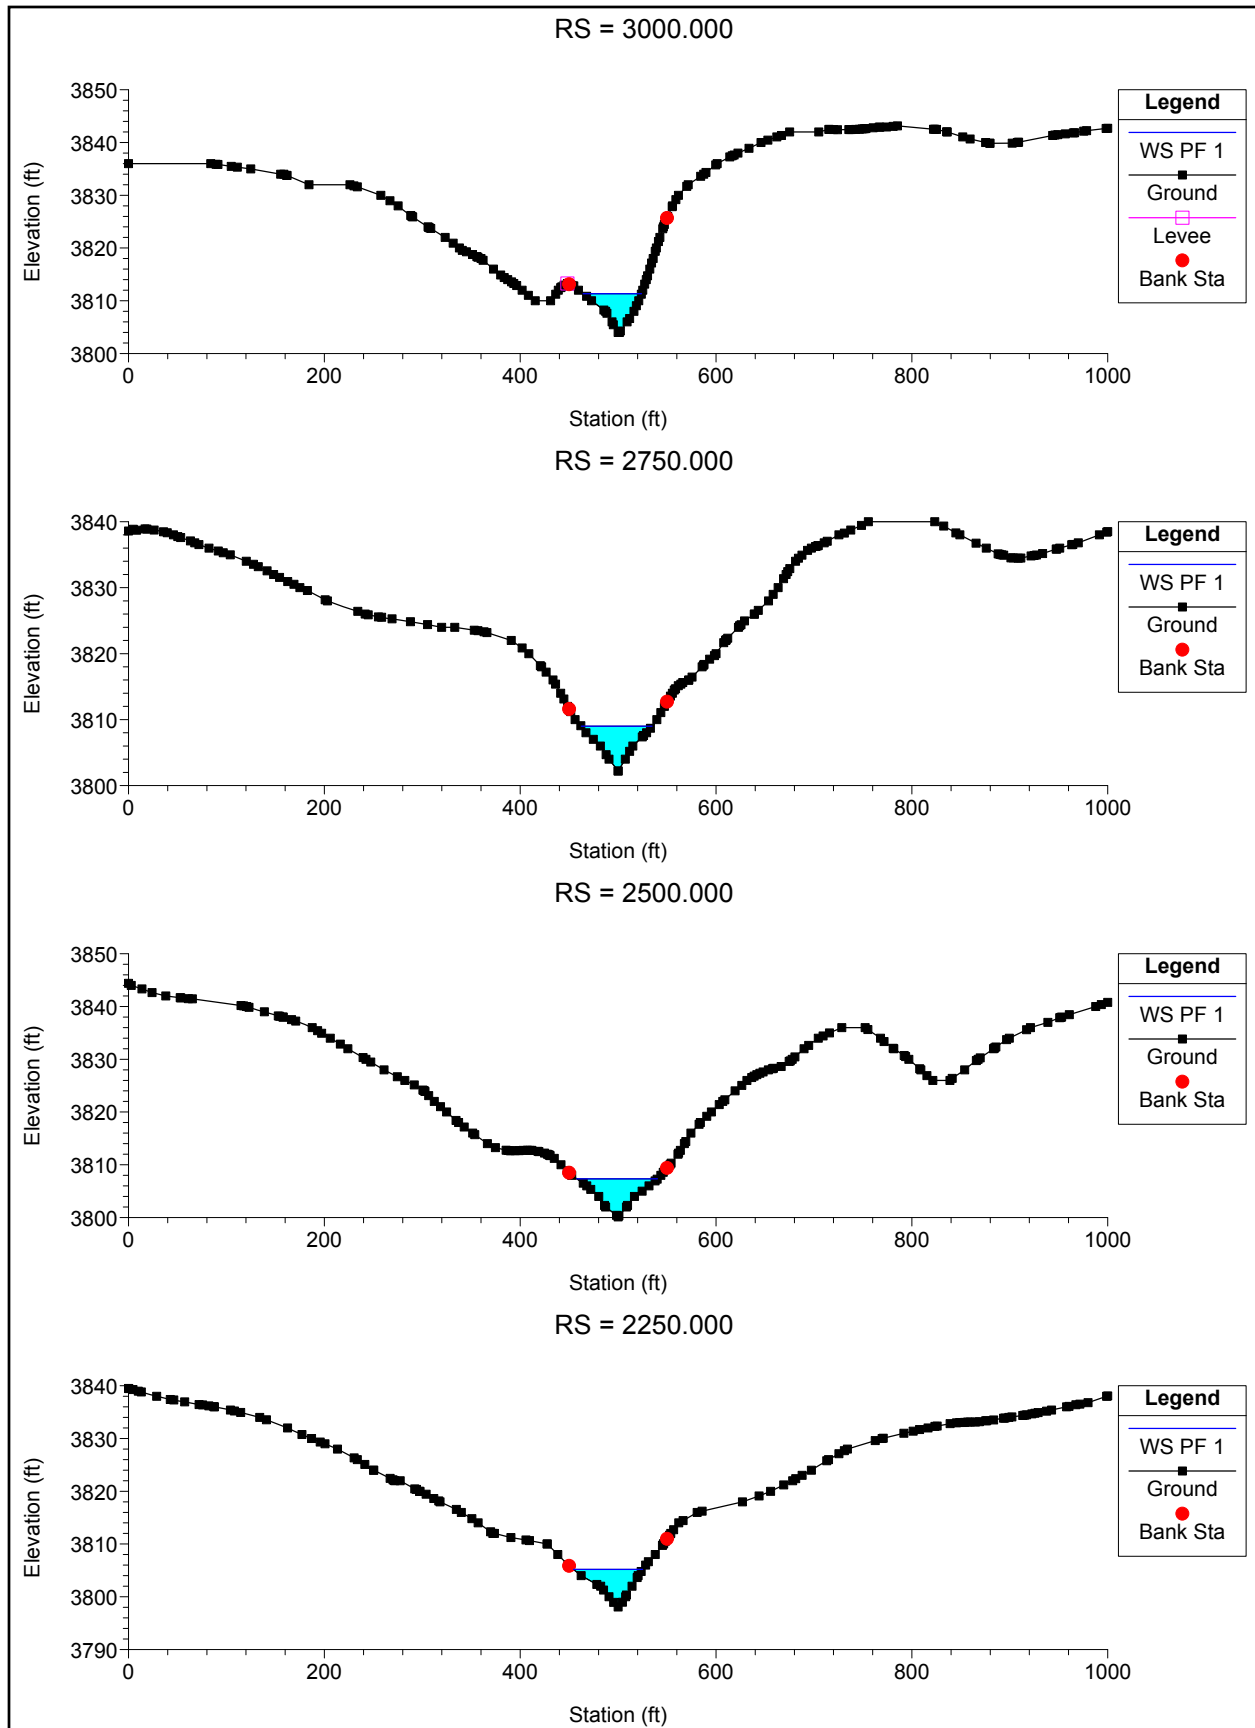 RS = 3000.000
3850
3840
3830
3820
3810
3800
Elevation (ft)
0 200 400 600 800 1000
Station (ft)
Legend
WS PF 1
Ground
Levee
Bank Sta
RS = 2750.000
3840
3830
3820
3810
3800
Elevation (ft)
0 200 400 600 800 1000
Station (ft)
Legend
WS PF 1
Ground
Bank Sta
RS = 2500.000
3850
3840
3830
3820
3810
3800
Elevation (ft)
0 200 400 600 800 1000
Station (ft)
Legend
WS PF 1
Ground
Bank Sta
RS = 2250.000
3840
3830
3820
3810
3800
3790
Elevation (ft)
0 200 400 600 800 1000
Station (ft)
Legend
WS PF 1
Ground
Bank Sta